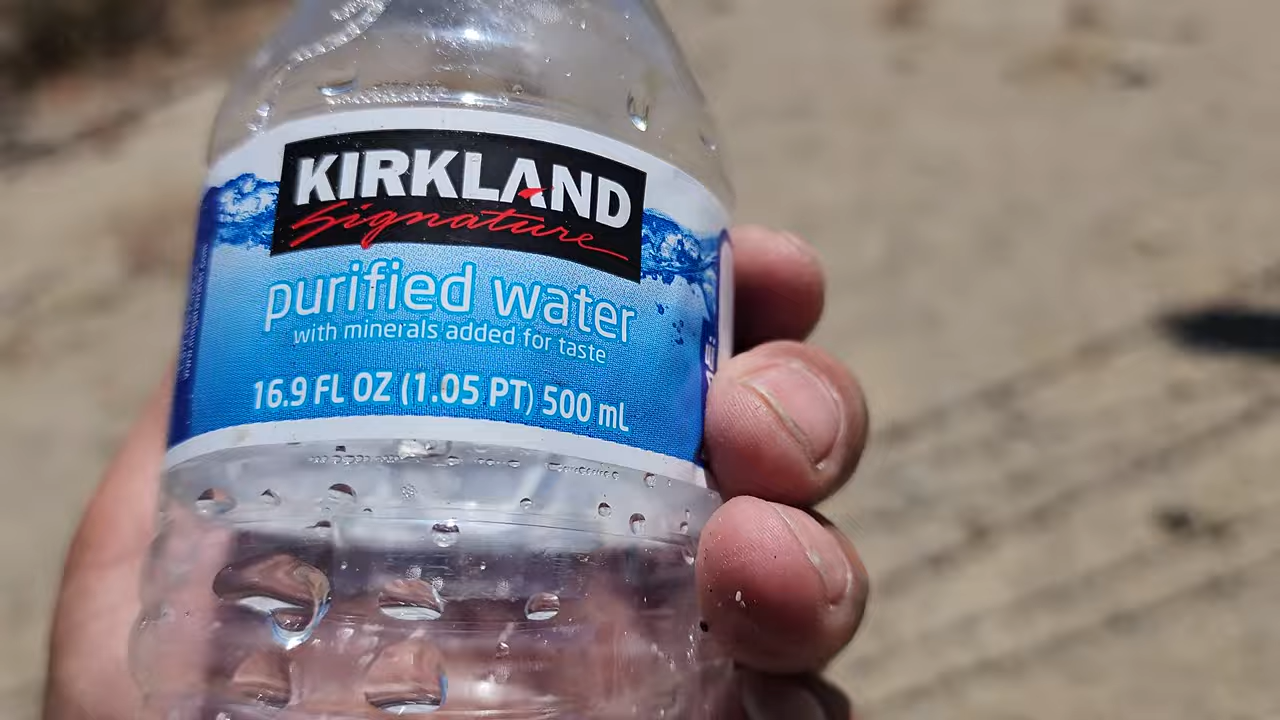 KIRKLAND
Signature
purified water
with minerals added for taste
16.9 FL OZ (1.05 PT) 500 mL